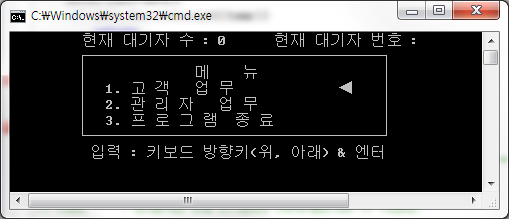 C:\Windows\system32\cmd.exe
현재 대기자 수 : 0 현재 대기자 번호 :
메 뉴
1. 고 객 업 무
2. 관 리 자 업 무
3. 프 로 그 램 종 료
입력 : 키보드 방향키(위, 아래) & 엔터